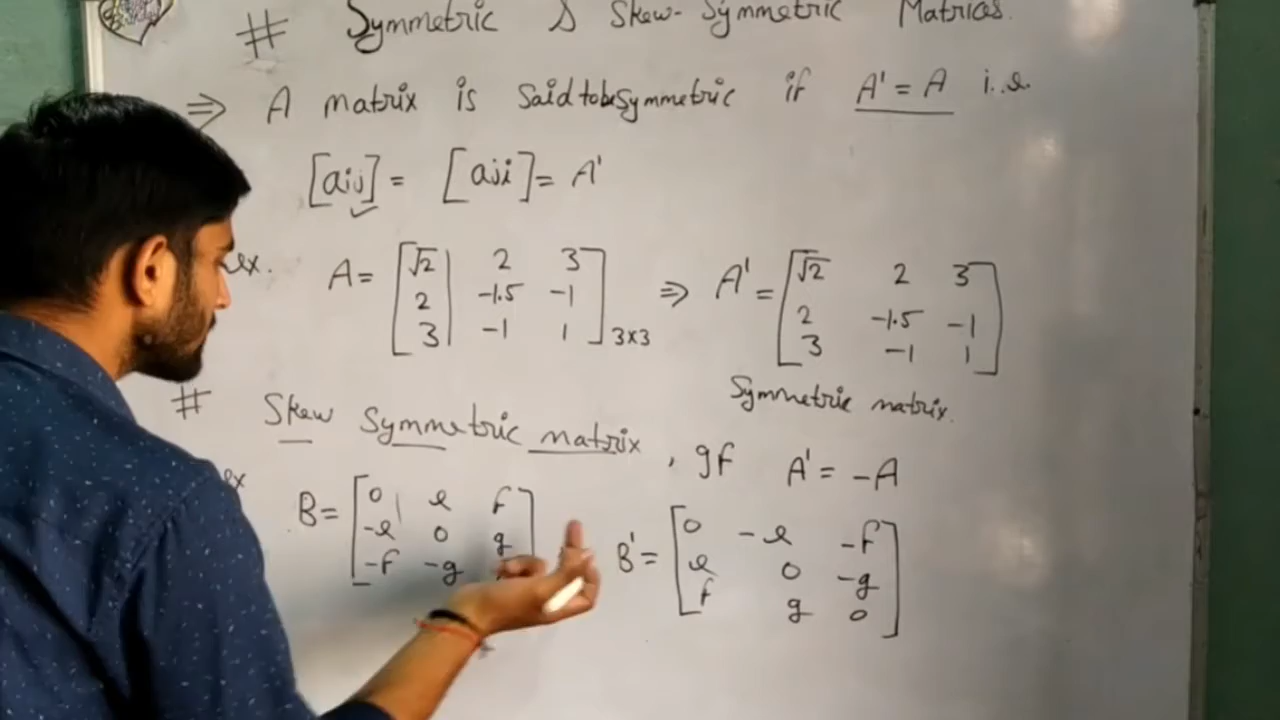 # Symmetric & Skew-Symmetric Matrices.
⇒ A matrix is said to be symmetric if A' = A i.e
[aij] = [aji] = A'
ex. A = [√2 2 3
2 -1.5 -1
3 -1 1] 3x3 ⇒ A' = [√2 2 3
2 -1.5 -1
3 -1 1]
Symmetric matrix.
# Skew Symmetric matrix, If A' = -A
ex B = [0 e f
-e 0 g
-f -g
B' = [0 -e -f
e 0 -g
f g 0]